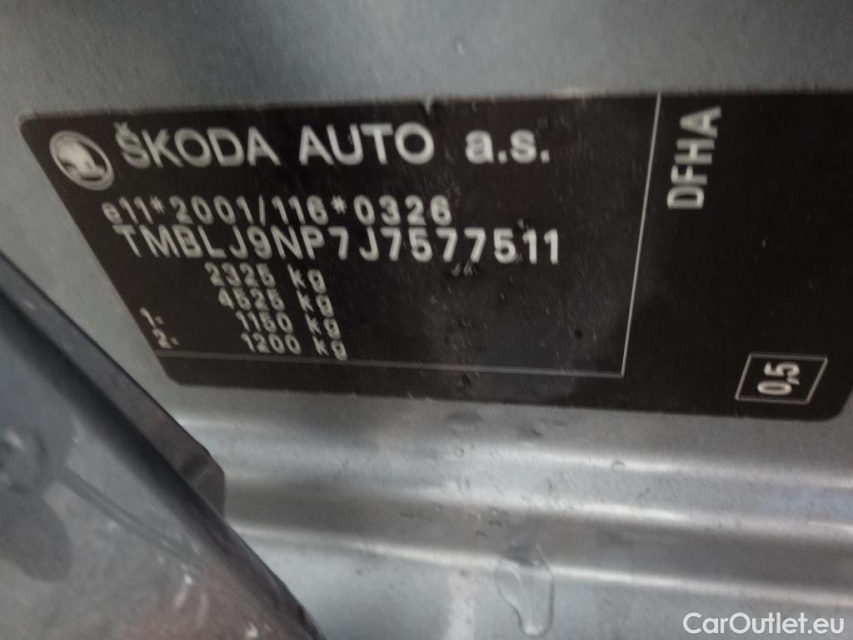 ŠKODA AUTO a.s.
e11*2001/116*0326
TMBLJ9NP7J7577511
2325 kg
4525 kg
1- 1150 kg
2- 1200 kg
DFHA
0,5
CarOutlet.eu